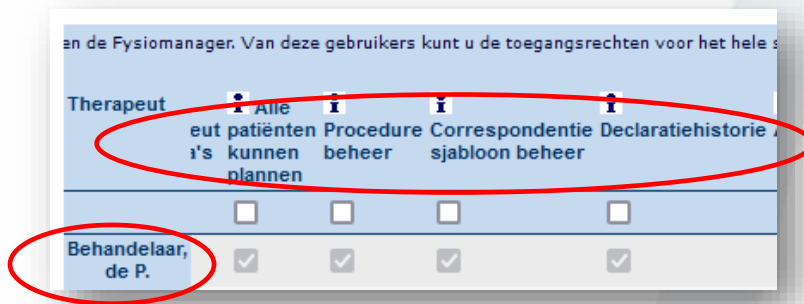 en de Fysiomanager. Van deze gebruikers kunt u de toegangsrechten voor het hele s
Therapeut Alle
eut patiënten Procedure Correspondentie Declaratiehistorie
a's kunnen beheer sjabloon beheer
plannen
Behandelaar,
de P.